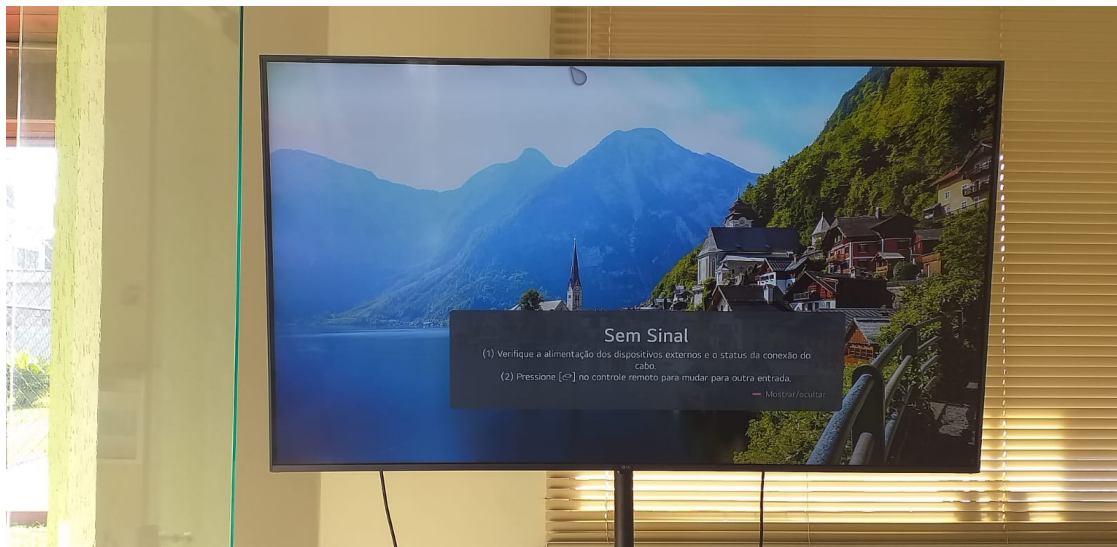 Sem Sinal
(1) Verifique a alimentação dos dispositivos externos e o status da conexão do
cabo.
(2) Pressione [⮺] no controle remoto para mudar para outra entrada.
Mostrar/ocultar
LG